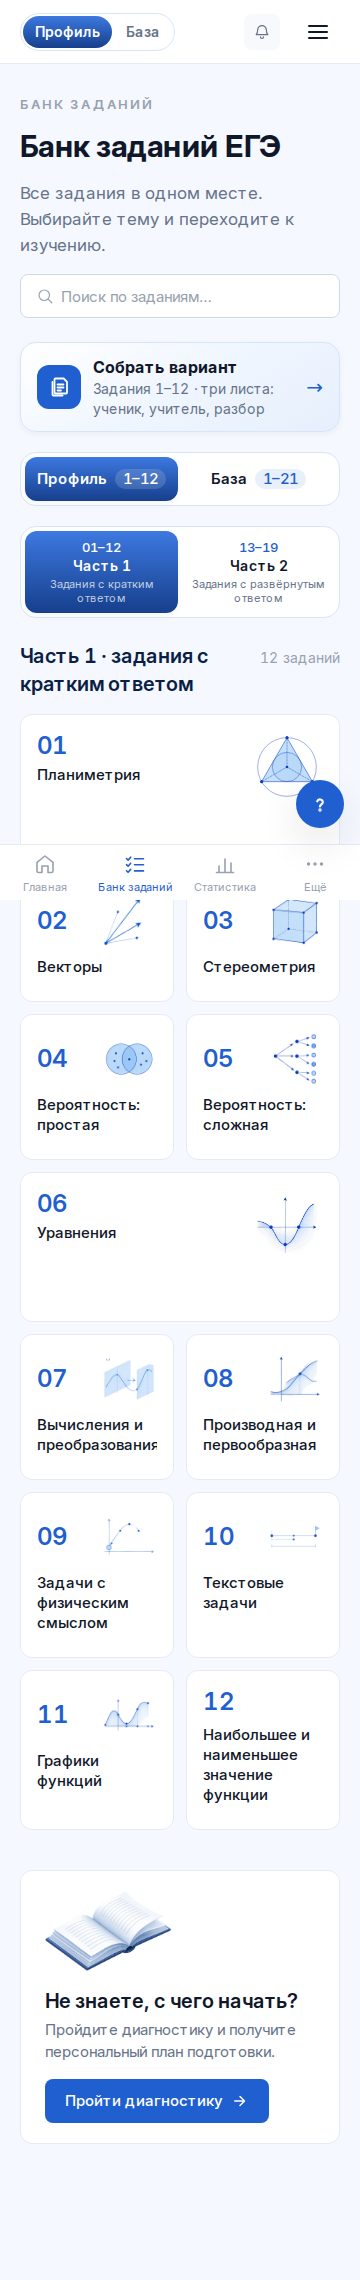 Профиль База
БАНК ЗАДАНИЙ
Банк заданий ЕГЭ
Все задания в одном месте.
Выбирайте тему и переходите к
изучению.
Поиск по заданиям...
Собрать вариант
Задания 1–12 · три листа:
ученик, учитель, разбор
Профиль 1–12 База 1–21
01–12
Часть 1
Задания с кратким
ответом
13–19
Часть 2
Задания с развёрнутым
ответом
Часть 1 · задания с
кратким ответом
12 заданий
01
Планиметрия
?
Главная Банк заданий Статистика Ещё
02
Векторы
03
Стереометрия
04
Вероятность:
простая
05
Вероятность:
сложная
06
Уравнения
07
Вычисления и
преобразования
08
Производная и
первообразная
09
Задачи с
физическим
смыслом
10
Текстовые
задачи
11
Графики
функций
12
Наибольшее и
наименьшее
значение
функции
Не знаете, с чего начать?
Пройдите диагностику и получите
персональный план подготовки.
Пройти диагностику →